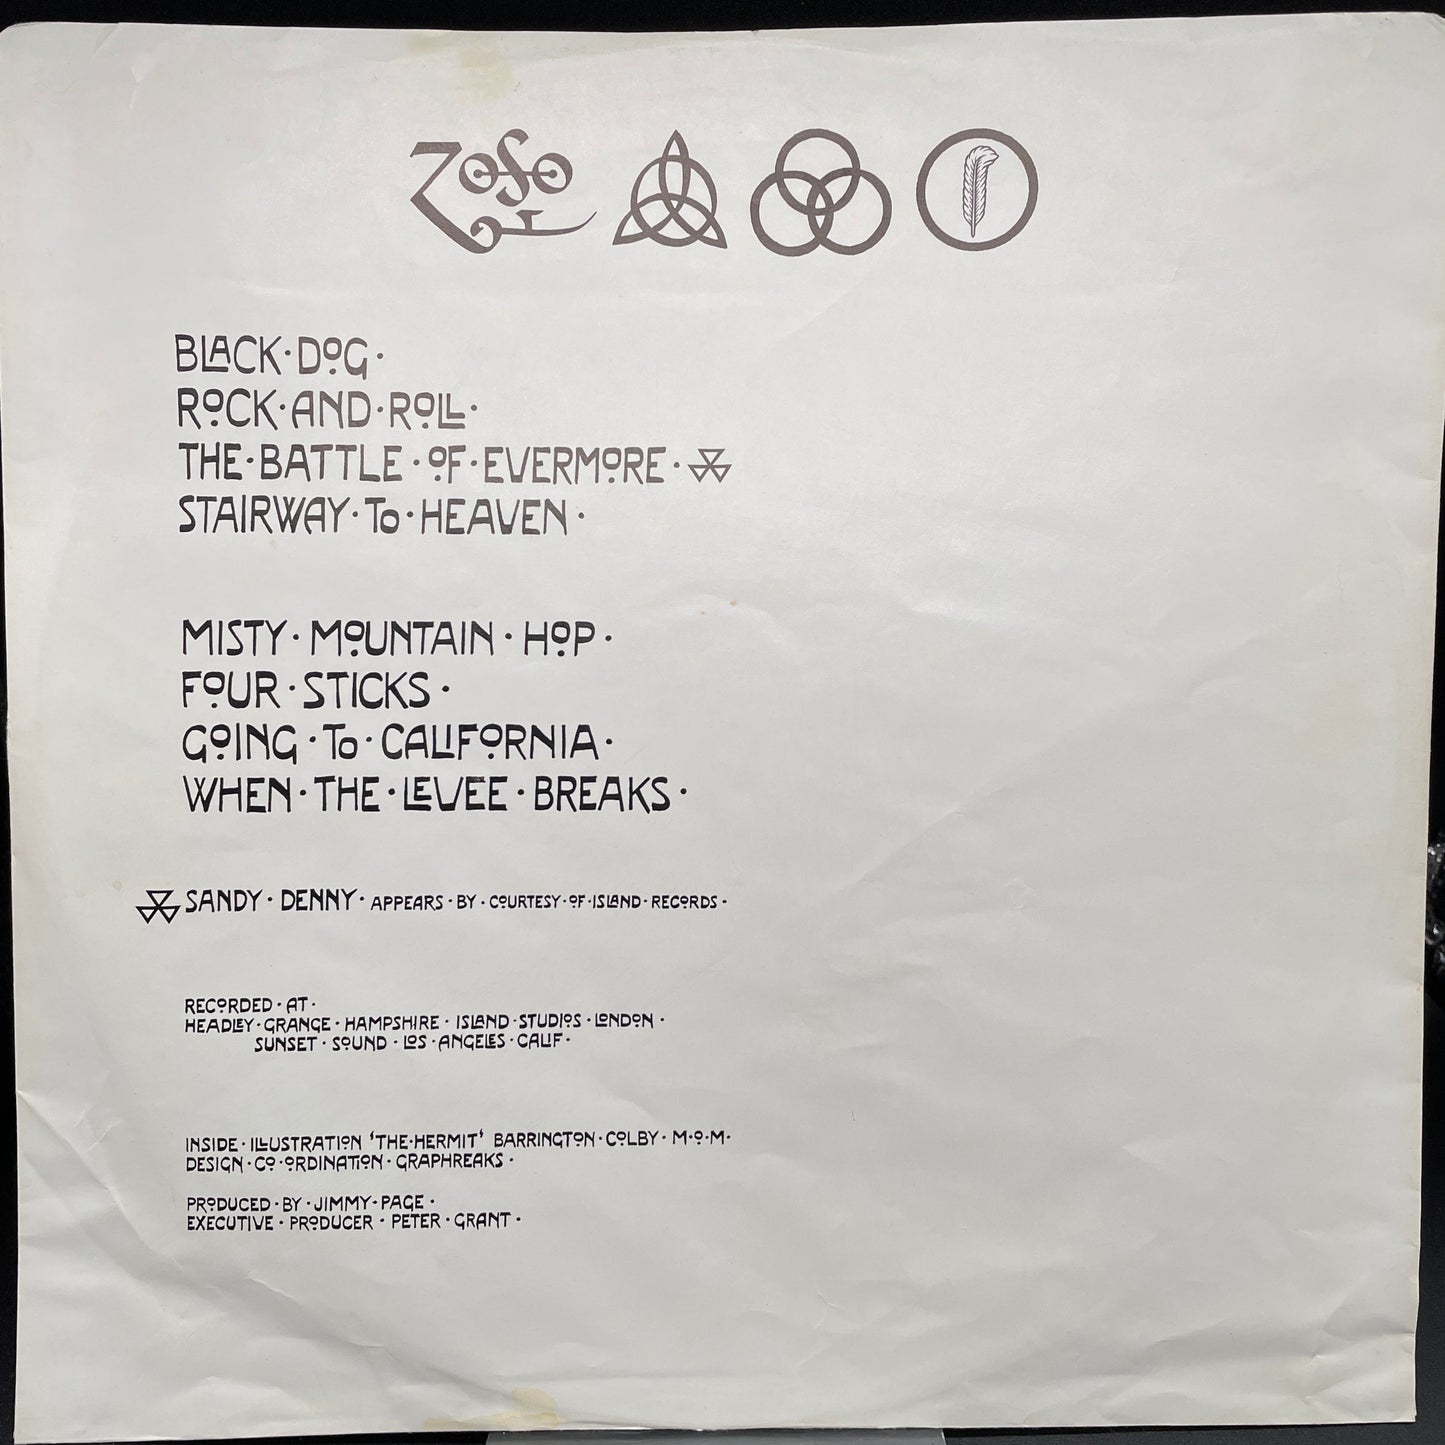 ZOSO
BLACK·DOG·
ROCK·AND·ROLL·
THE·BATTLE·OF·EVERMORE·
STAIRWAY·TO·HEAVEN·
MISTY·MOUNTAIN·HOP·
FOUR·STICKS·
GOING·TO·CALIFORNIA·
WHEN·THE·LEVEE·BREAKS·
SANDY·DENNY·APPEARS·BY·COURTESY·OF·ISLAND·RECORDS·
RECORDED·AT·
HEADLEY·GRANGE·HAMPSHIRE·ISLAND·STUDIOS·LONDON·
SUNSET·SOUND·LOS·ANGELES·CALIF·
INSIDE·ILLUSTRATION 'THE·HERMIT' BARRINGTON·COLBY·M·O·M·
DESIGN·CO·ORDINATION·GRAPHREAKS·
PRODUCED·BY·JIMMY·PAGE·
EXECUTIVE·PRODUCER·PETER·GRANT·